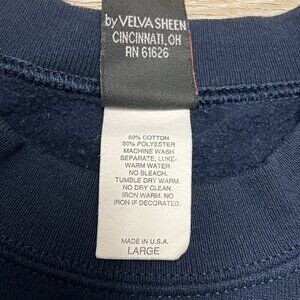 by VELVA SHEEN
CINCINNATI, OH
RN 61626
50% COTTON
50% POLYESTER
MACHINE WASH
SEPARATE, LUKE-
WARM WATER.
NO BLEACH.
TUMBLE DRY WARM.
NO DRY CLEAN.
IRON WARM. NO
IRON IF DECORATED.
MADE IN U.S.A.
LARGE